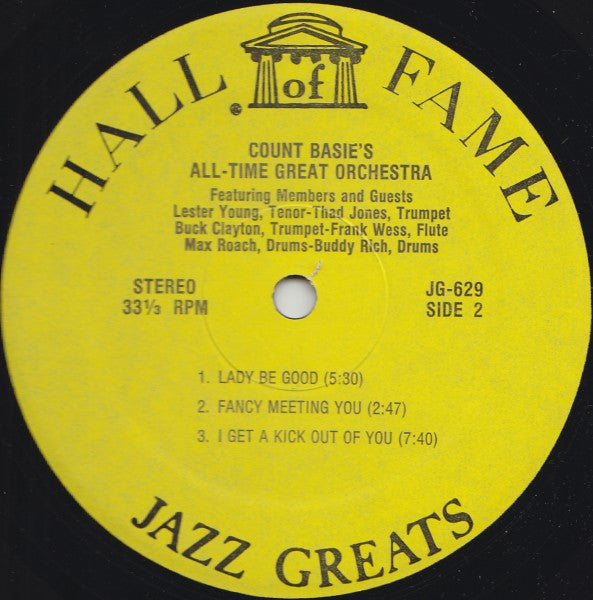 HALL of FAME
COUNT BASIE'S
ALL-TIME GREAT ORCHESTRA
Featuring Members and Guests
Lester Young, Tenor-Thad Jones, Trumpet
Buck Clayton, Trumpet-Frank Wess, Flute
Max Roach, Drums-Buddy Rich, Drums
STEREO
33⅓ RPM
JG-629
SIDE 2
1. LADY BE GOOD (5:30)
2. FANCY MEETING YOU (2:47)
3. I GET A KICK OUT OF YOU (7:40)
JAZZ GREATS